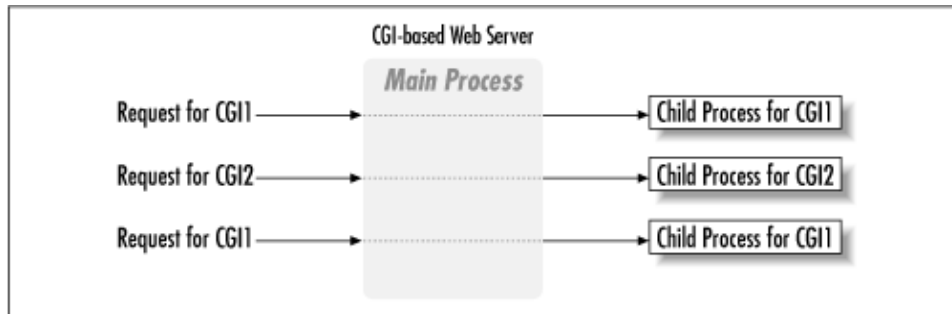 CGI-based Web Server
Main Process
Request for CGI1
Child Process for CGI1
Request for CGI2
Child Process for CGI2
Request for CGI1
Child Process for CGI1